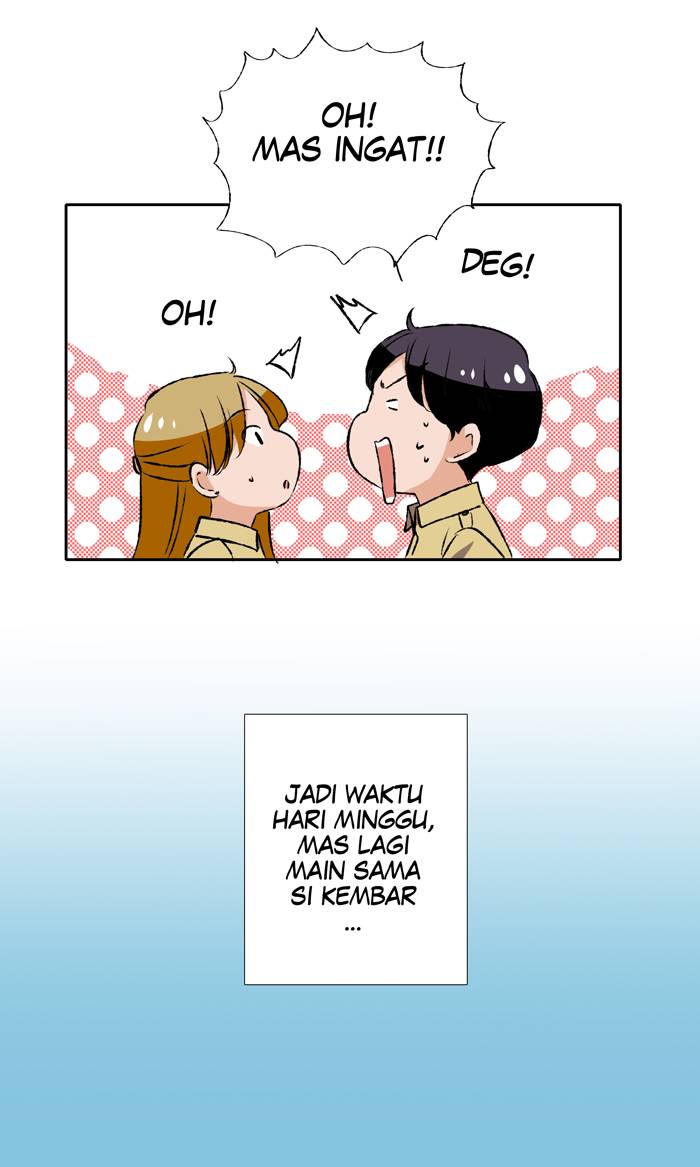 OH!
MAS INGAT!!
DEG!
OH!
JADI WAKTU
HARI MINGGU,
MAS LAGI
MAIN SAMA
SI KEMBAR
...